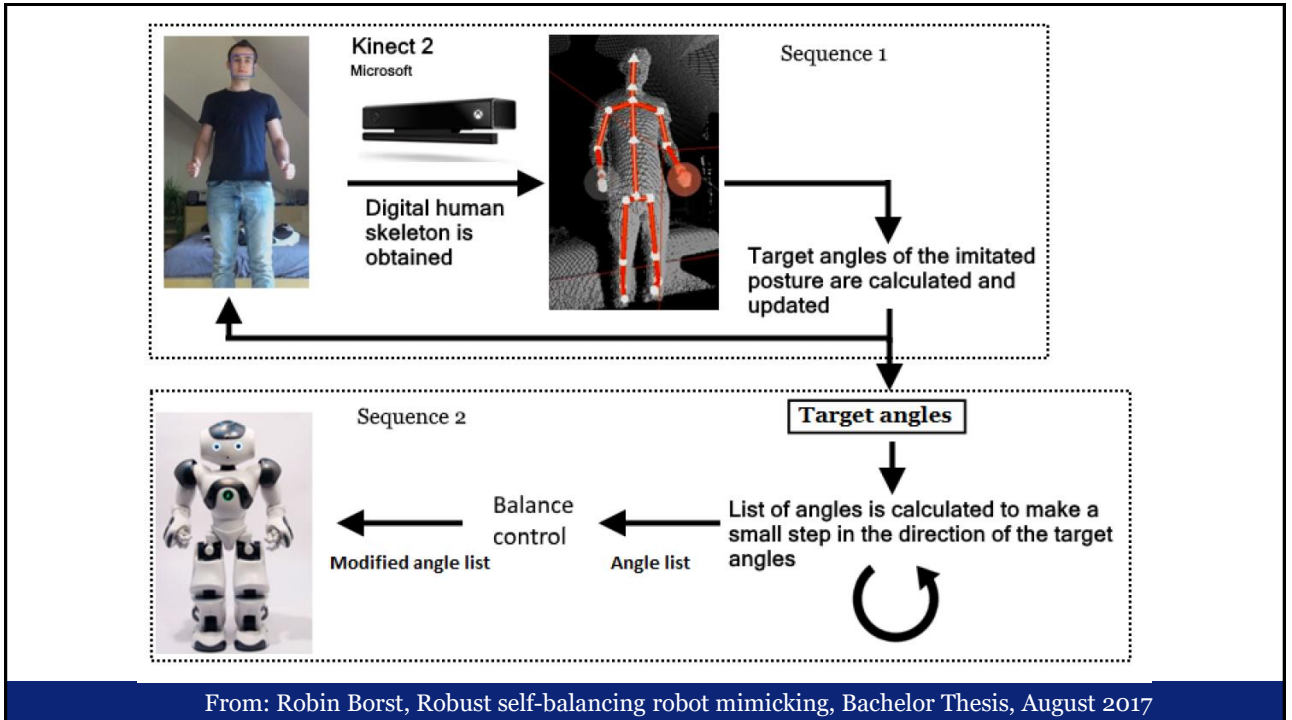 Kinect 2
Microsoft
Sequence 1
Digital human
skeleton is
obtained
Target angles of the imitated
posture are calculated and
updated
Sequence 2
Target angles
List of angles is calculated to make a
small step in the direction of the target
angles
Angle list
Balance
control
Modified angle list
From: Robin Borst, Robust self-balancing robot mimicking, Bachelor Thesis, August 2017